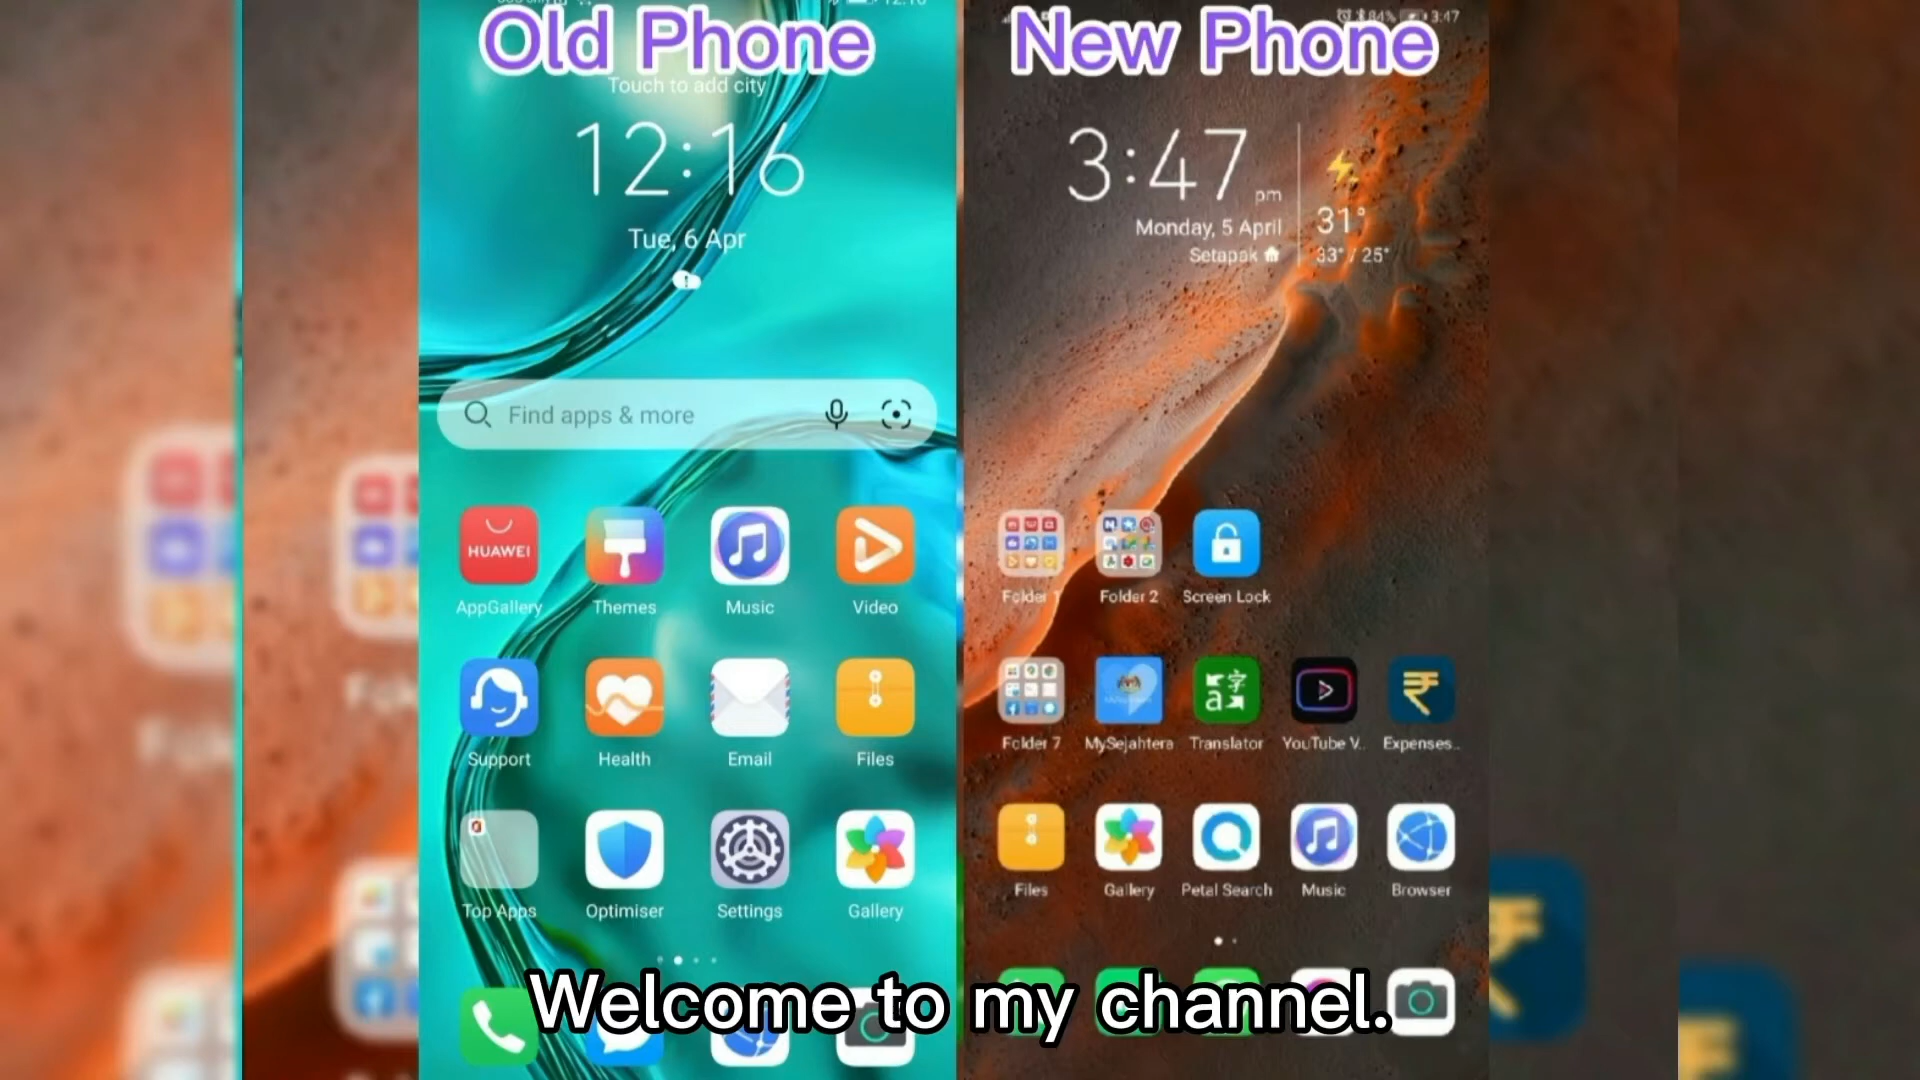 Old Phone
Touch to add city
12:16
Tue, 6 Apr
Find apps & more
HUAWEI
AppGallery
Themes
Music
Video
Support
Health
Email
Files
Top Apps
Optimiser
Settings
Gallery
New Phone
84% 3:47
3:47 pm
Monday, 5 April
Setapak
31°
33° / 25°
Folder 1
Folder 2
Screen Lock
Folder 7
MySejahtera
Translator
YouTube V..
Expenses..
Files
Gallery
Petal Search
Music
Browser
Welcome to my channel.